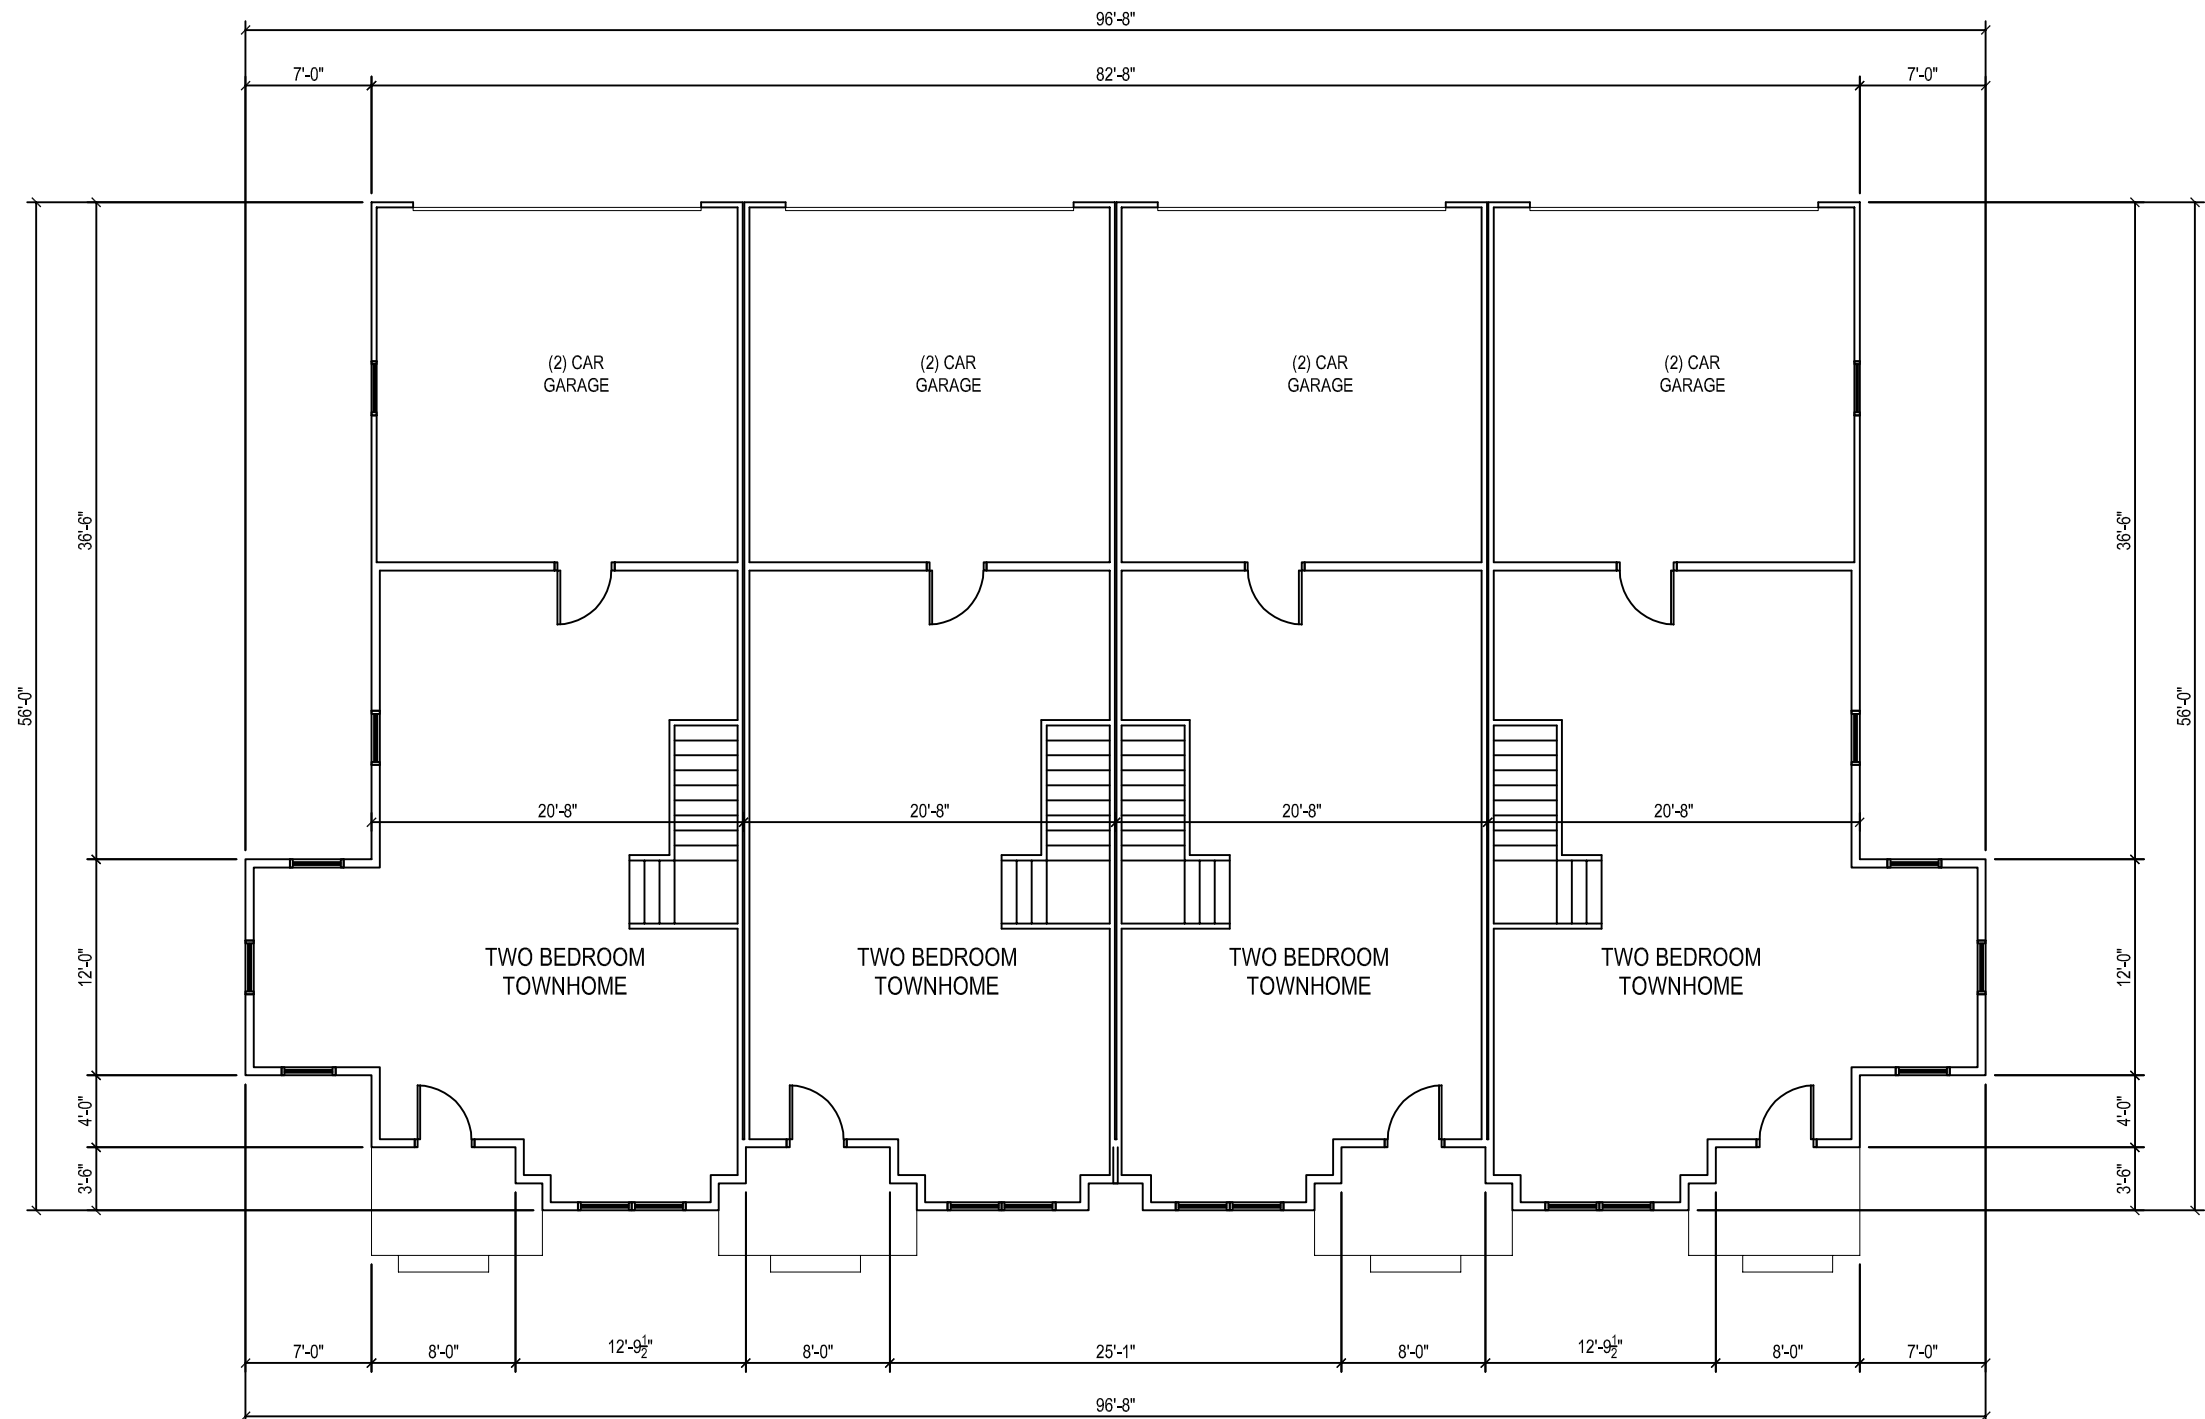 96'-8"
7'-0"
82'-8"
7'-0"
(2) CAR
GARAGE
(2) CAR
GARAGE
(2) CAR
GARAGE
(2) CAR
GARAGE
36'-6"
36'-6"
56'-0"
56'-0"
20'-8"
20'-8"
20'-8"
20'-8"
TWO BEDROOM
TOWNHOME
TWO BEDROOM
TOWNHOME
TWO BEDROOM
TOWNHOME
TWO BEDROOM
TOWNHOME
12'-0"
12'-0"
4'-0"
4'-0"
3'-6"
3'-6"
7'-0"
8'-0"
12'-9½"
8'-0"
25'-1"
8'-0"
12'-9½"
8'-0"
7'-0"
96'-8"